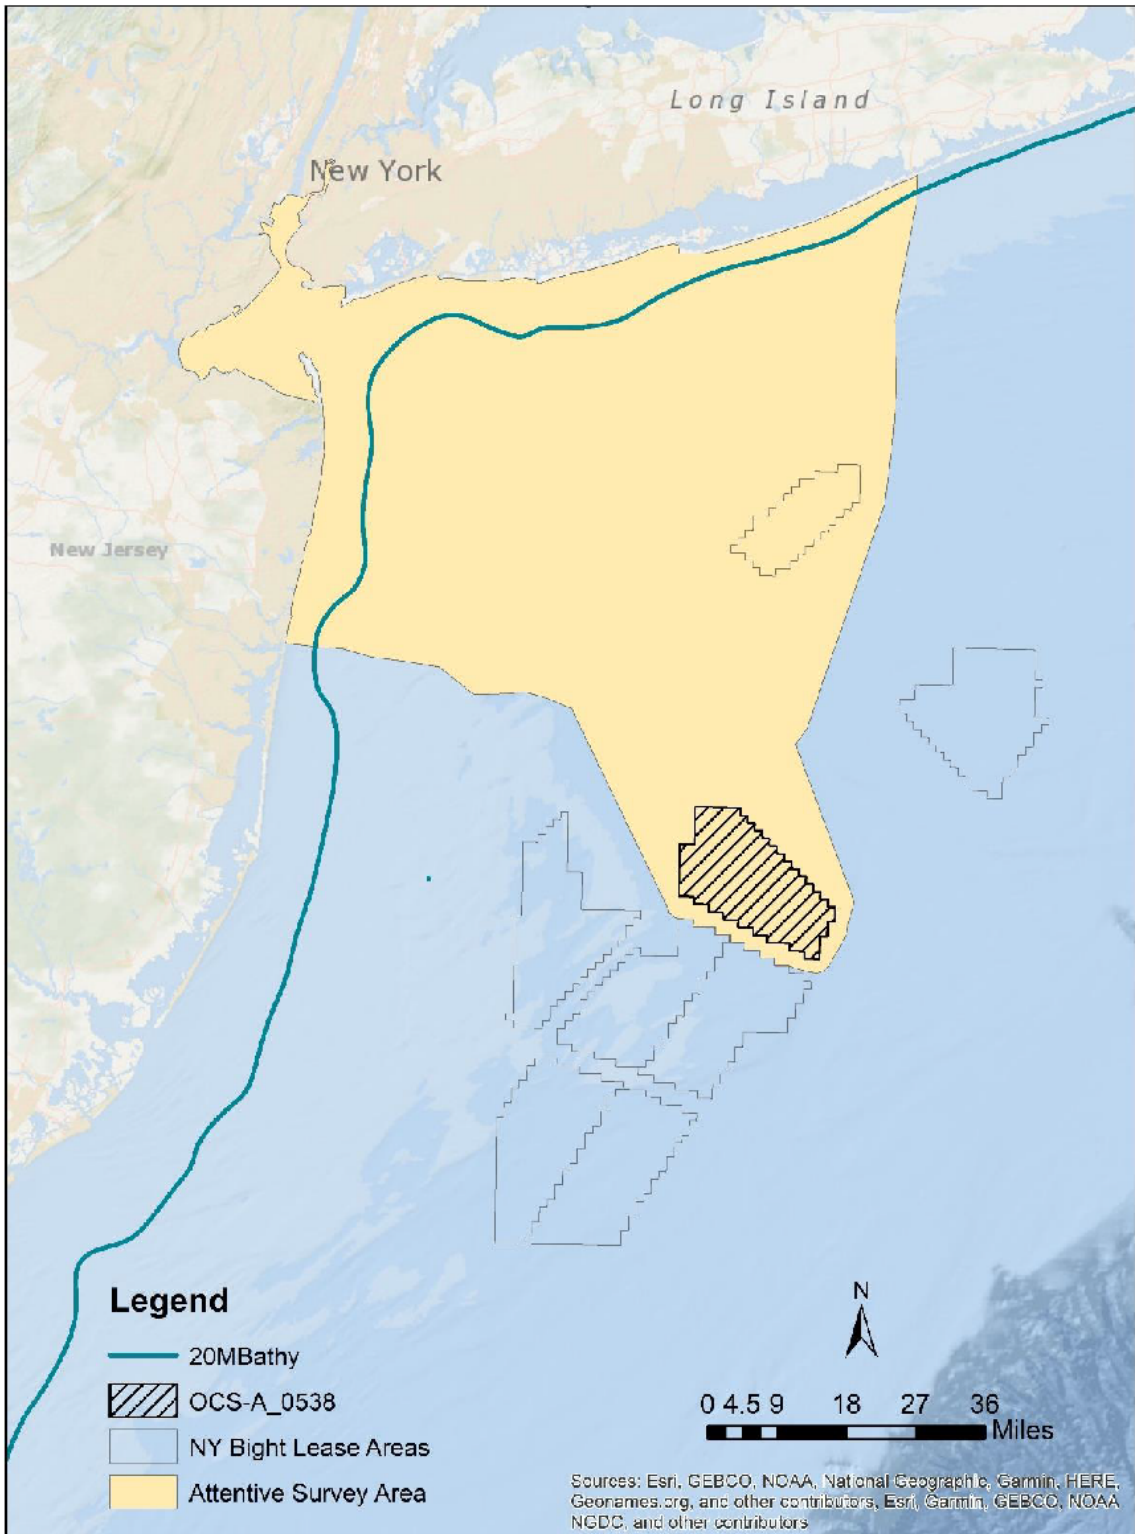 Long Island
New York
New Jersey
Legend
20MBathy
OCS-A_0538
NY Bight Lease Areas
Attentive Survey Area
N
0 4.5 9 18 27 36
Miles
Sources: Esri, GEBCO, NOAA, National Geographic, Garmin, HERE,
Geonames.org, and other contributors, Esri, Garmin, GEBCO, NOAA
NGDC, and other contributors